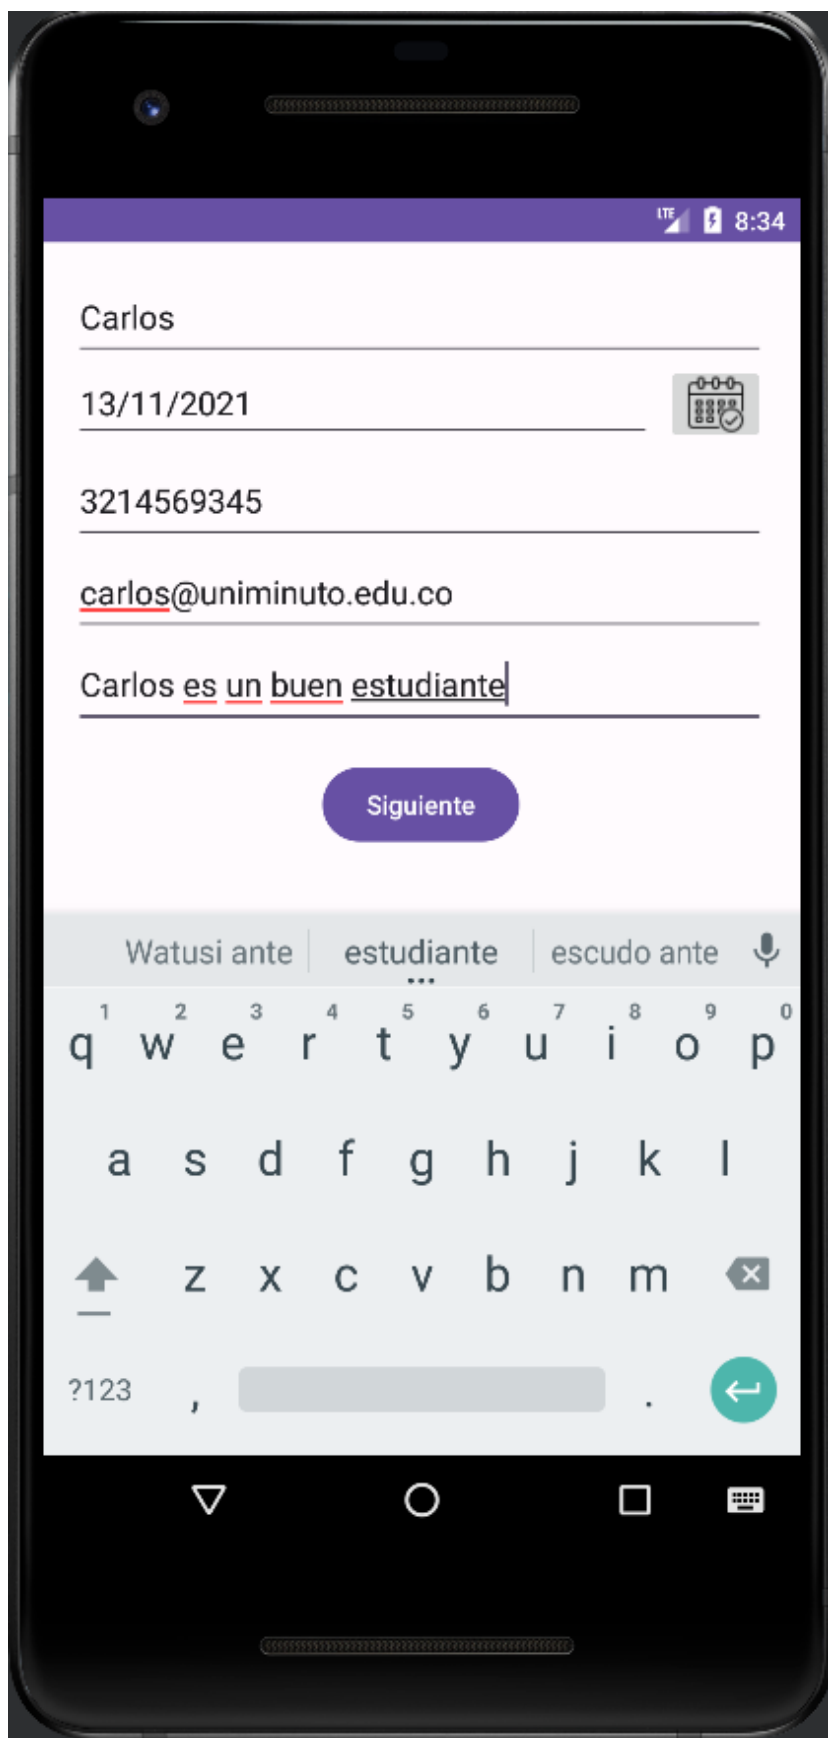 LTE 8:34
Carlos
13/11/2021
3214569345
carlos@uniminuto.edu.co
Carlos es un buen estudiante
Siguiente
Watusi ante estudiante escudo ante
1 2 3 4 5 6 7 8 9 0
q w e r t y u i o p
a s d f g h j k l
z x c v b n m
?123 , .